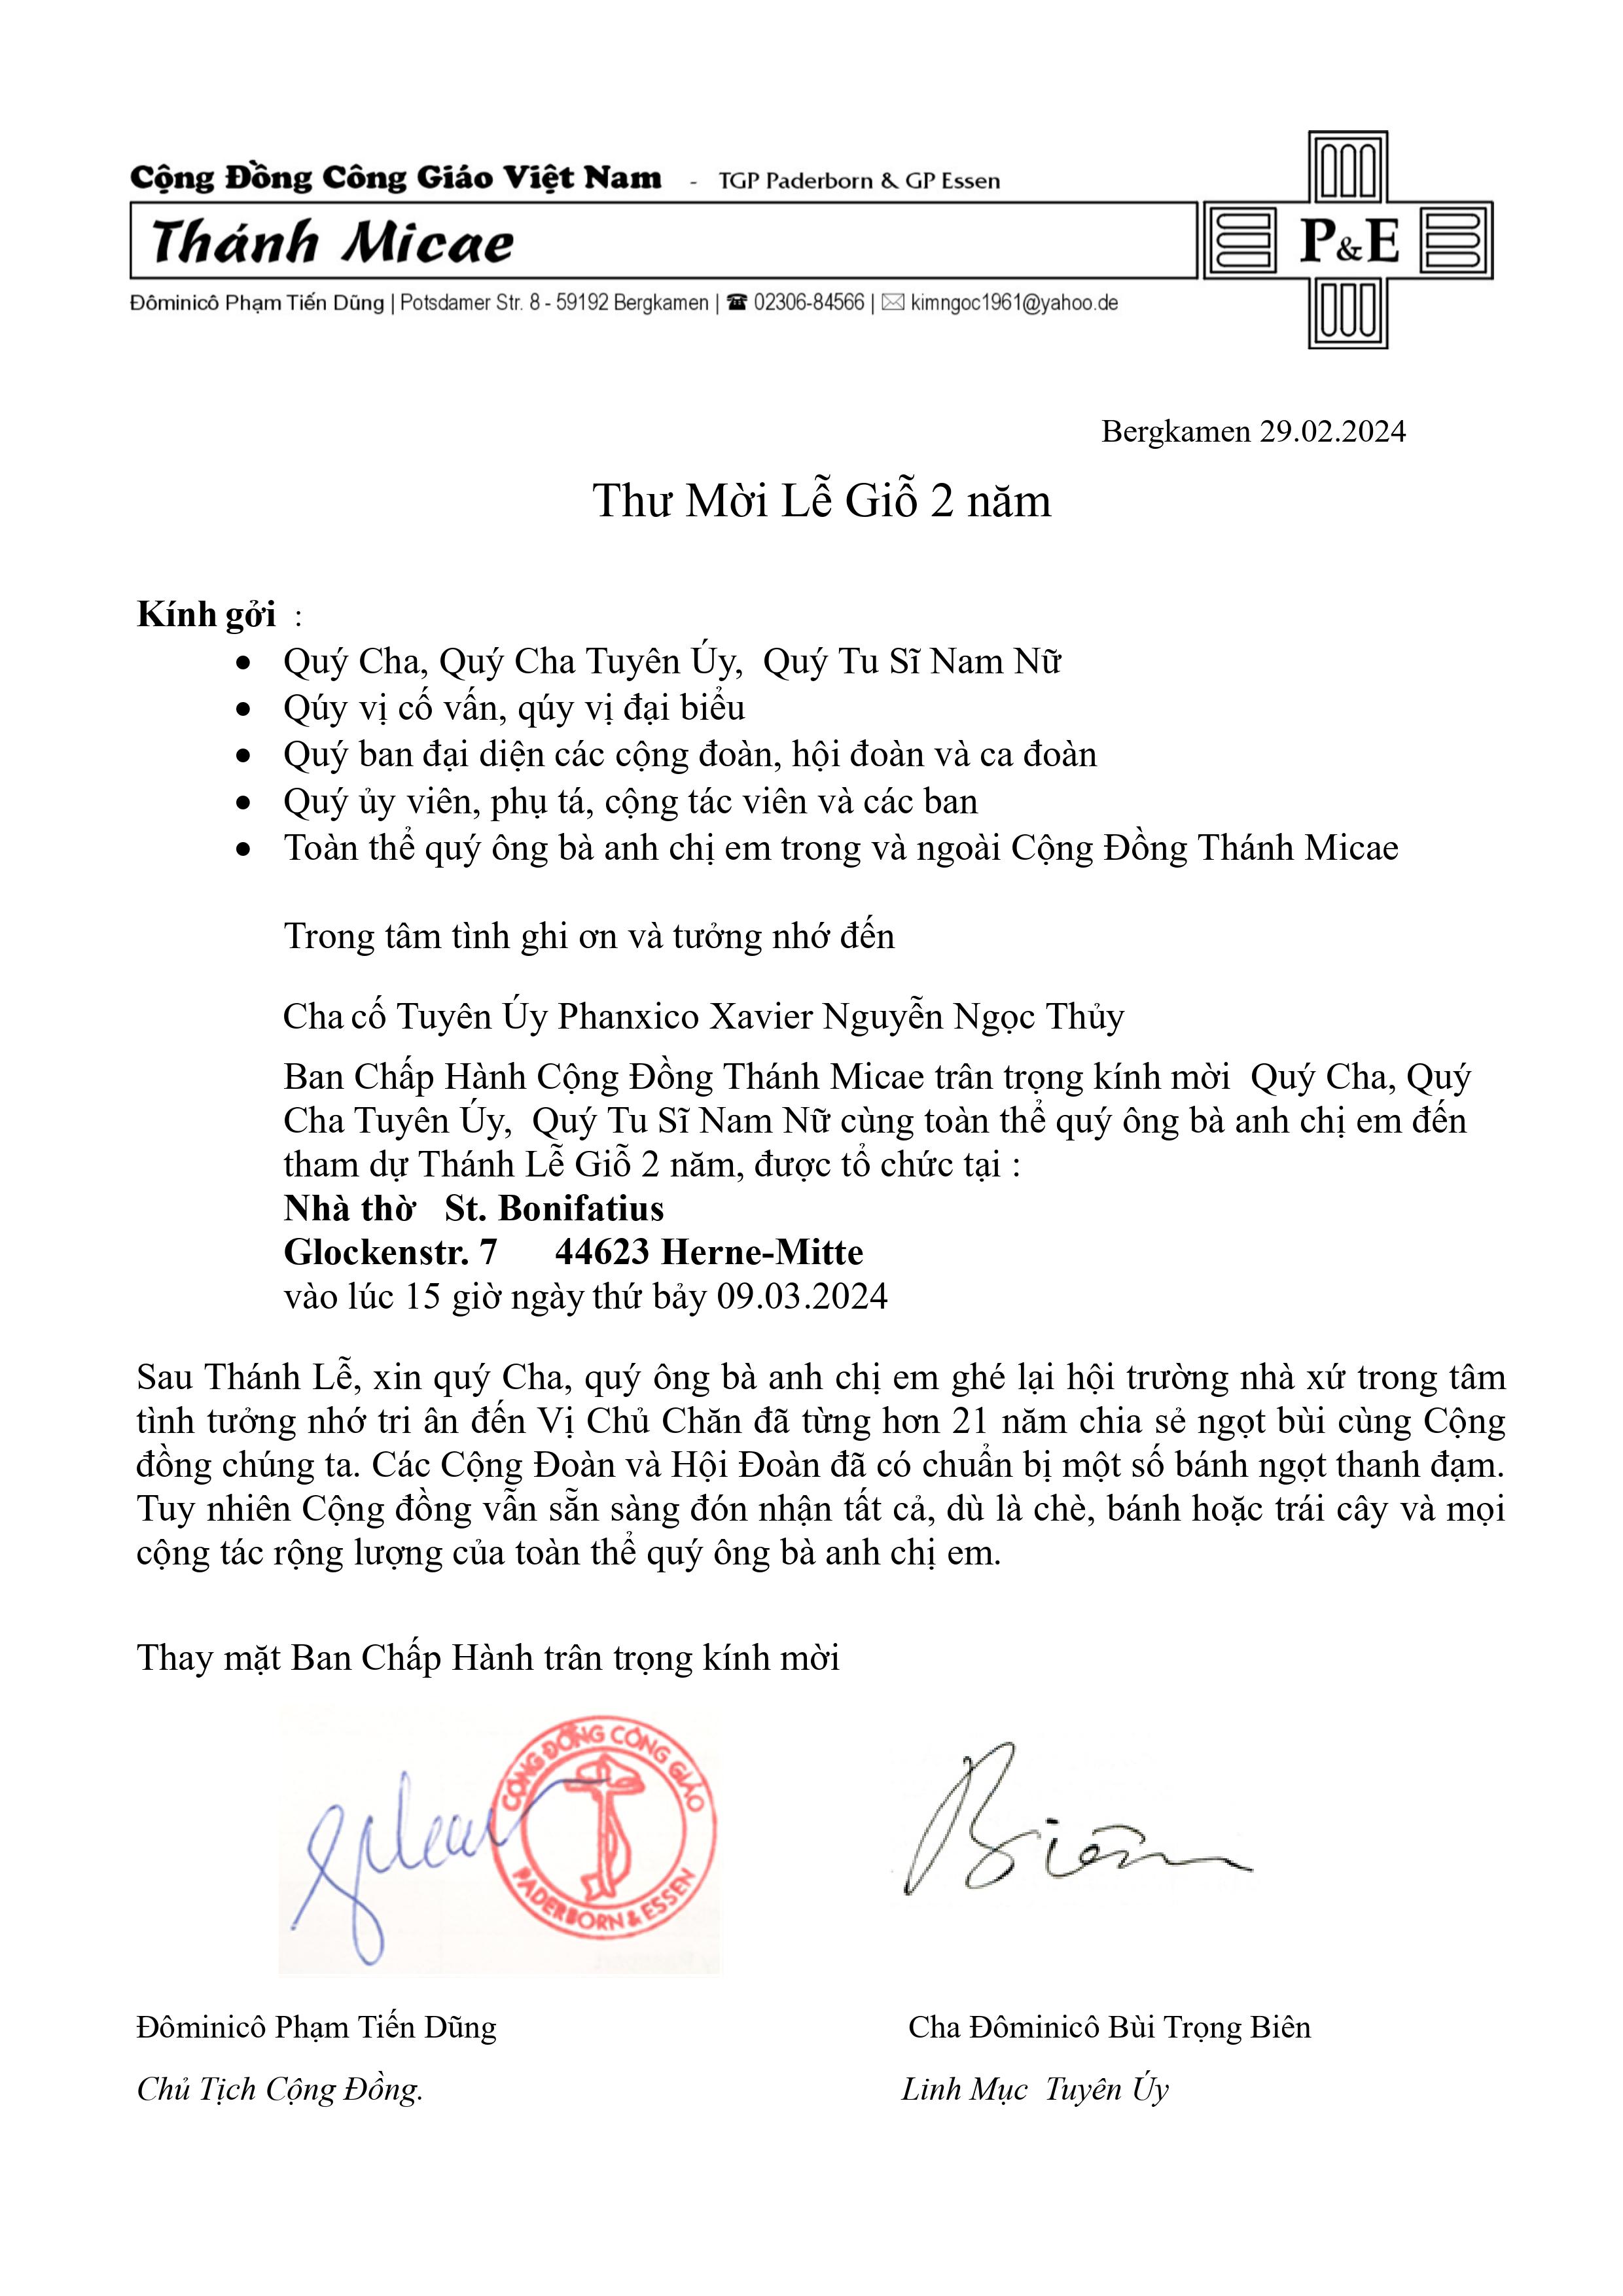 Cộng Đồng Công Giáo Việt Nam - TGP Paderborn & GP Essen
Thánh Micae
P&E
Đôminicô Phạm Tiến Dũng | Potsdamer Str. 8 - 59192 Bergkamen | ☎ 02306-84566 | ✉ kimngoc1961@yahoo.de
Bergkamen 29.02.2024
Thư Mời Lễ Giỗ 2 năm
Kính gởi :
• Quý Cha, Quý Cha Tuyên Úy, Quý Tu Sĩ Nam Nữ
• Qúy vị cố vấn, qúy vị đại biểu
• Quý ban đại diện các cộng đoàn, hội đoàn và ca đoàn
• Quý ủy viên, phụ tá, cộng tác viên và các ban
• Toàn thể quý ông bà anh chị em trong và ngoài Cộng Đồng Thánh Micae
Trong tâm tình ghi ơn và tưởng nhớ đến
Cha cố Tuyên Úy Phanxico Xavier Nguyễn Ngọc Thủy
Ban Chấp Hành Cộng Đồng Thánh Micae trân trọng kính mời Quý Cha, Quý
Cha Tuyên Úy, Quý Tu Sĩ Nam Nữ cùng toàn thể quý ông bà anh chị em đến
tham dự Thánh Lễ Giỗ 2 năm, được tổ chức tại :
Nhà thờ St. Bonifatius
Glockenstr. 7 44623 Herne-Mitte
vào lúc 15 giờ ngày thứ bảy 09.03.2024
Sau Thánh Lễ, xin quý Cha, quý ông bà anh chị em ghé lại hội trường nhà xứ trong tâm
tình tưởng nhớ tri ân đến Vị Chủ Chăn đã từng hơn 21 năm chia sẻ ngọt bùi cùng Cộng
đồng chúng ta. Các Cộng Đoàn và Hội Đoàn đã có chuẩn bị một số bánh ngọt thanh đạm.
Tuy nhiên Cộng đồng vẫn sẵn sàng đón nhận tất cả, dù là chè, bánh hoặc trái cây và mọi
cộng tác rộng lượng của toàn thể quý ông bà anh chị em.
Thay mặt Ban Chấp Hành trân trọng kính mời
CỘNG ĐỒNG CÔNG GIÁO
PADERBORN & ESSEN
Biên
Đôminicô Phạm Tiến Dũng Cha Đôminicô Bùi Trọng Biên
Chủ Tịch Cộng Đồng. Linh Mục Tuyên Úy